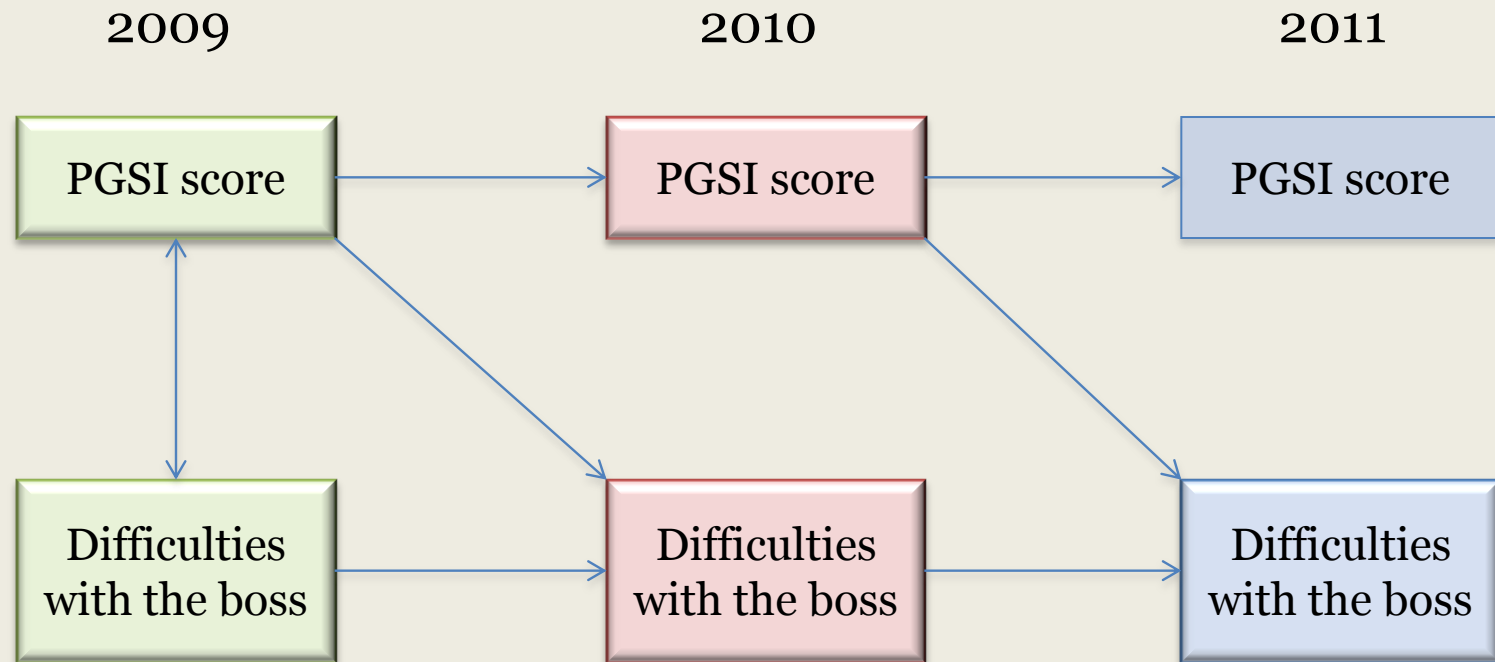 2009
2010
2011
PGSI score
PGSI score
PGSI score
Difficulties
with the boss
Difficulties
with the boss
Difficulties
with the boss